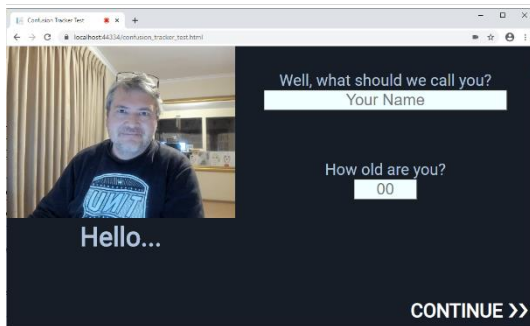 Confusion Tracker Test
localhost:44334/confusion_tracker_test.html
Well, what should we call you?
Your Name
How old are you?
00
UNIT
Hello...
CONTINUE >>